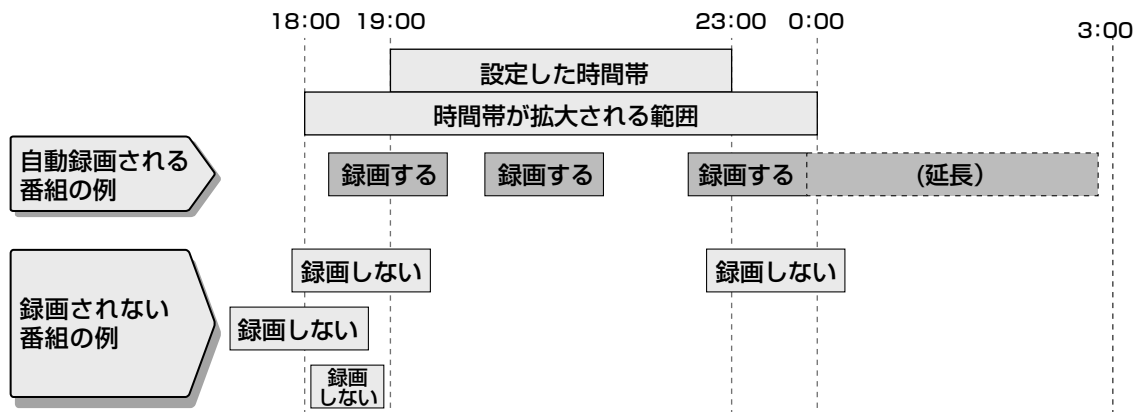 18:00 19:00 23:00 0:00 3:00
設定した時間帯
時間帯が拡大される範囲
自動録画される
番組の例
録画する 録画する 録画する (延長)
録画されない
番組の例
録画しない 録画しない
録画しない
録画
しない